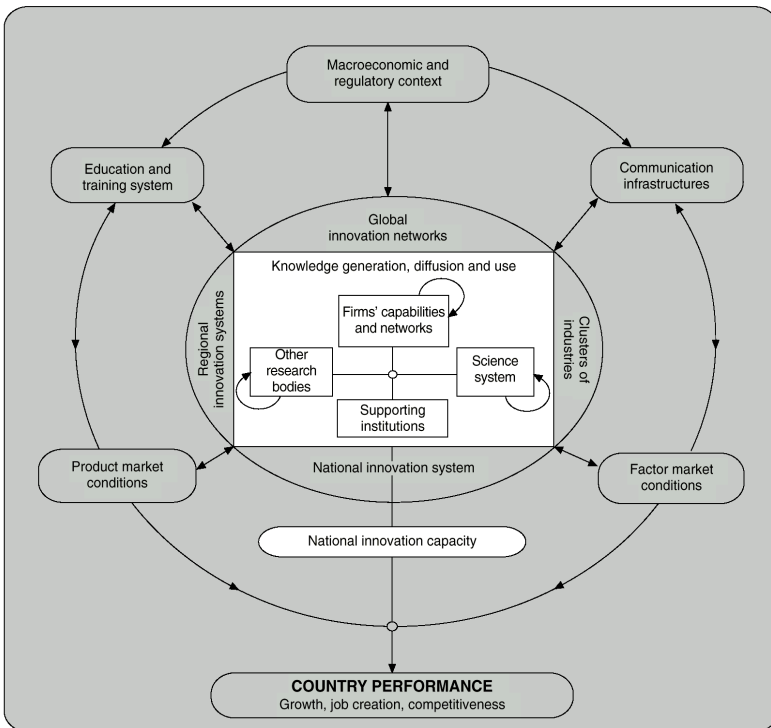 Macroeconomic and
regulatory context
Education and
training system
Communication
infrastructures
Global
innovation networks
Knowledge generation, diffusion and use
Regional
innovation systems
Clusters of
industries
Firms' capabilities
and networks
Other
research
bodies
Science
system
Supporting
institutions
National innovation system
Product market
conditions
Factor market
conditions
National innovation capacity
COUNTRY PERFORMANCE
Growth, job creation, competitiveness